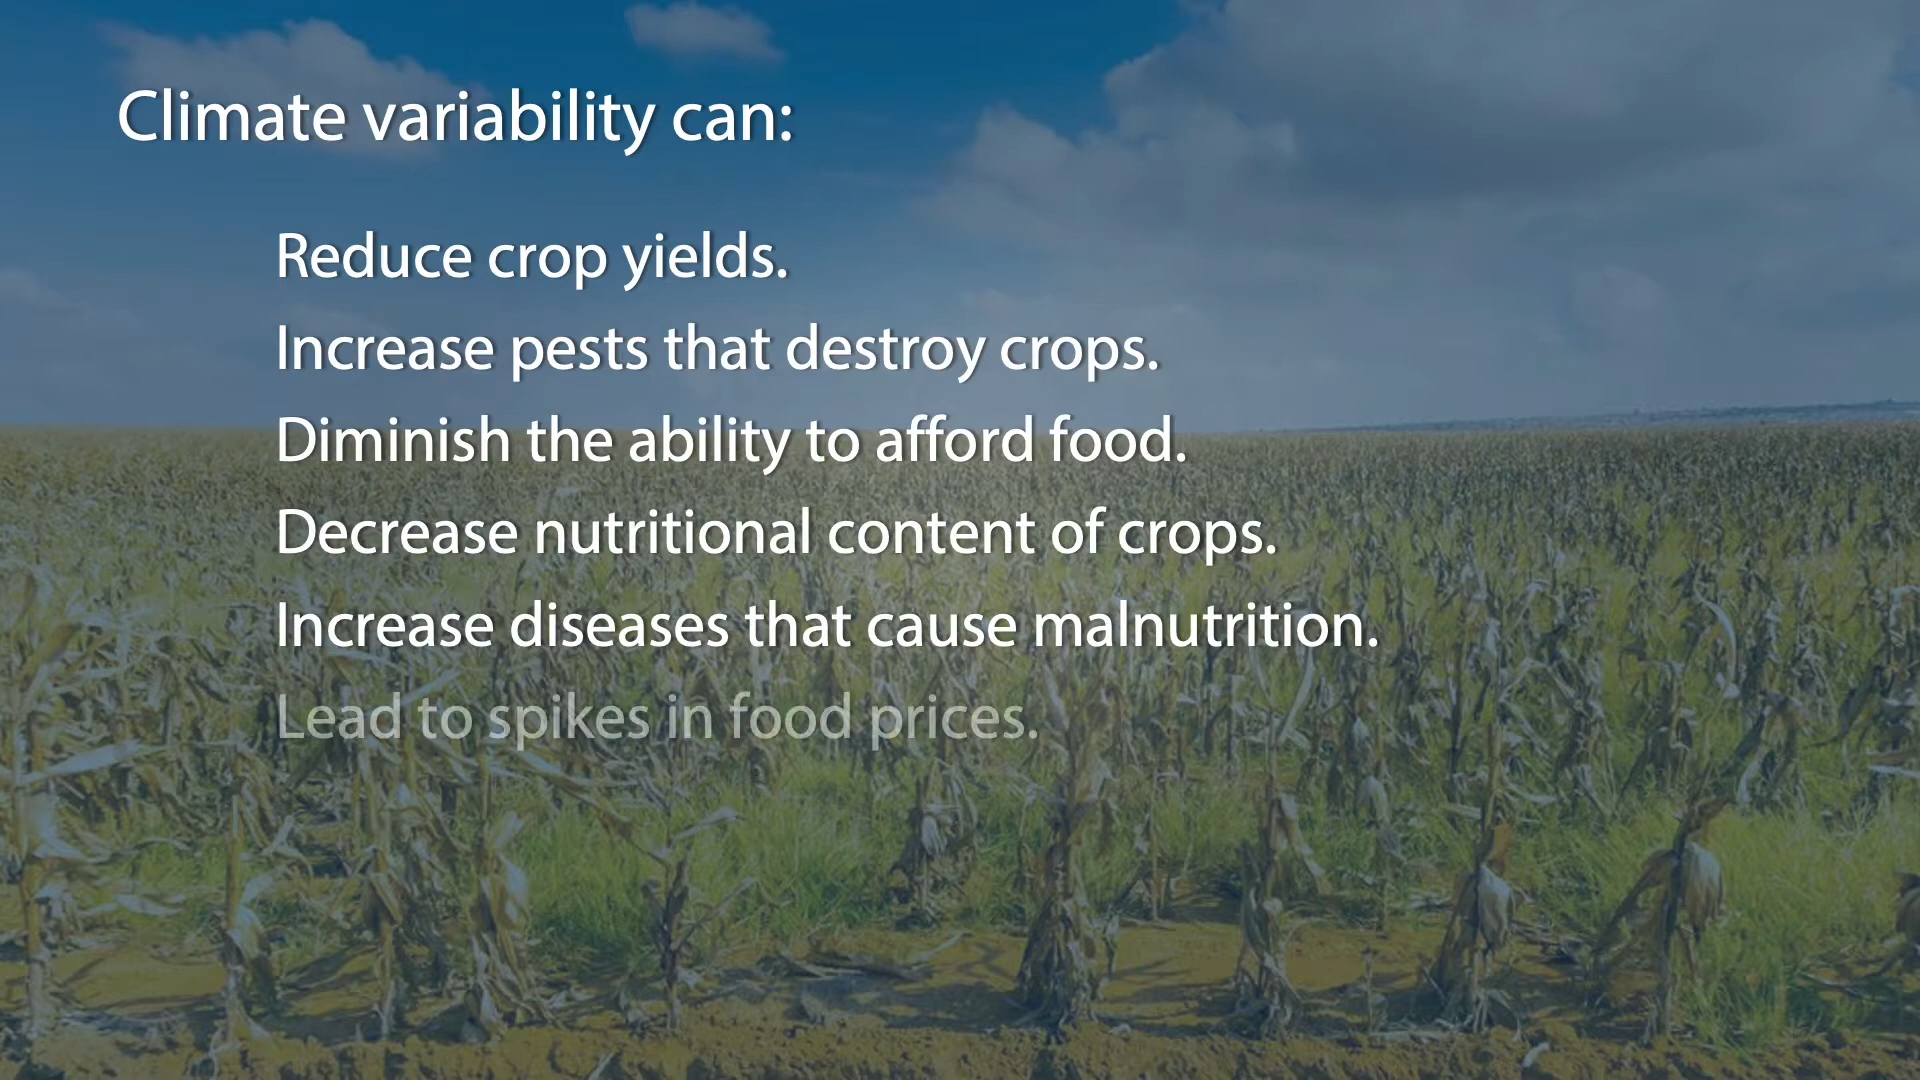 Climate variability can:
Reduce crop yields.
Increase pests that destroy crops.
Diminish the ability to afford food.
Decrease nutritional content of crops.
Increase diseases that cause malnutrition.
Lead to spikes in food prices.